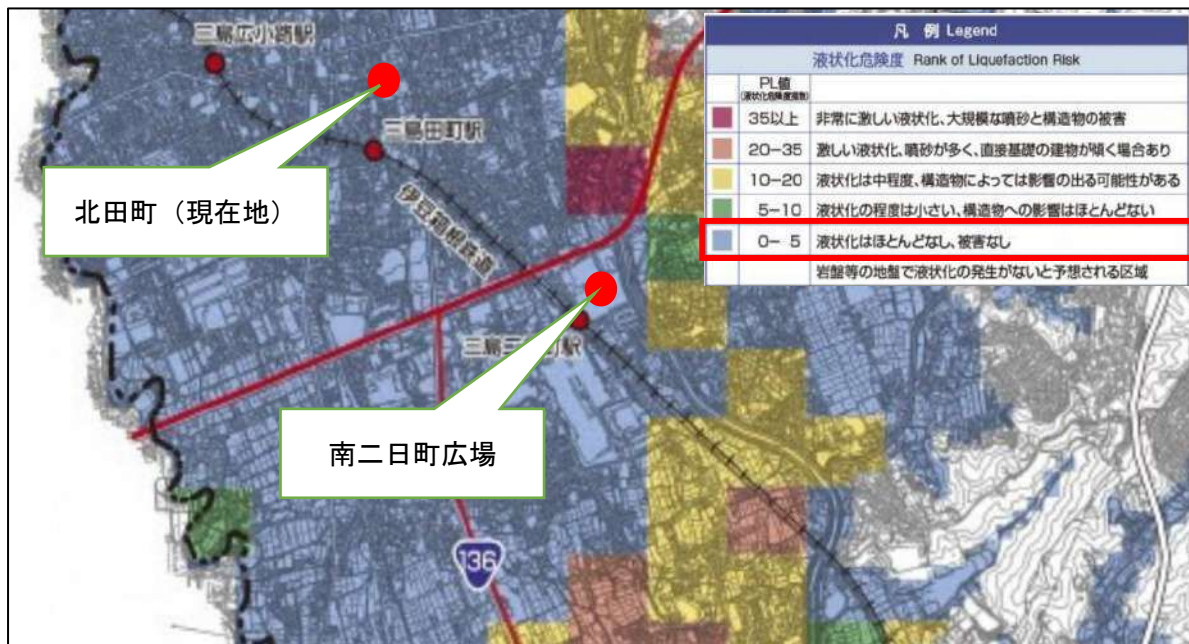 三島広小路駅
三島田町駅
北田町（現在地）
伊豆箱根鉄道
南二日町広場
136
凡 例 Legend
液状化危険度 Rank of Liquefaction Risk
PL値
(液状化危険度指数)
35以上 非常に激しい液状化、大規模な噴砂と構造物の被害
20−35 激しい液状化、噴砂が多く、直接基礎の建物が傾く場合あり
10−20 液状化は中程度、構造物によっては影響の出る可能性がある
5−10 液状化の程度は小さい、構造物への影響はほとんどない
0− 5 液状化はほとんどなし、被害なし
岩盤等の地盤で液状化の発生がないと予想される区域